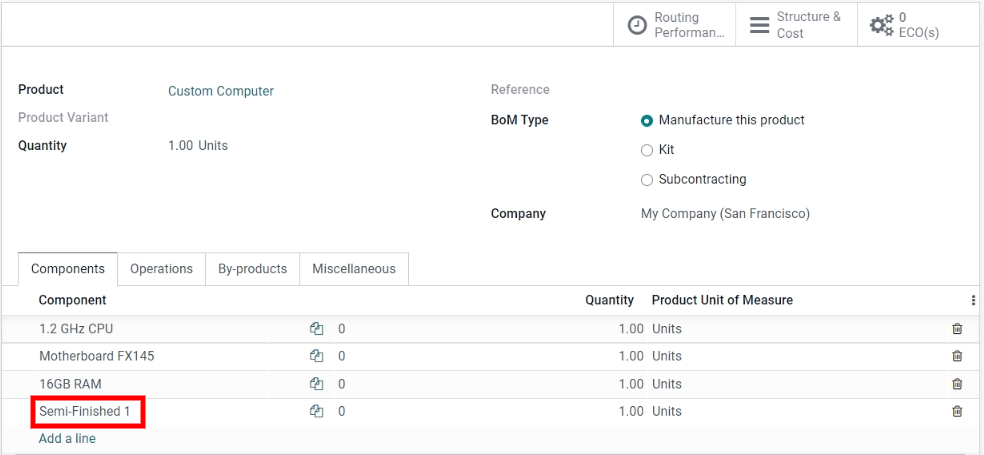 Routing
Performan...
Structure &
Cost
0
ECO(s)
Product
Custom Computer
Reference
Product Variant
BoM Type
Manufacture this product
Quantity
1.00 Units
Kit
Subcontracting
Company
My Company (San Francisco)
Components Operations By-products Miscellaneous
Component Quantity Product Unit of Measure
1.2 GHz CPU 0 1.00 Units
Motherboard FX145 0 1.00 Units
16GB RAM 0 1.00 Units
Semi-Finished 1 0 1.00 Units
Add a line